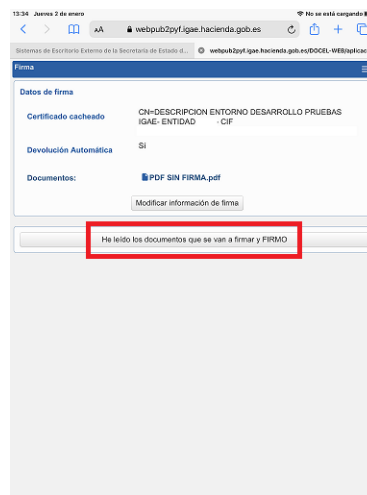 13:34 Jueves 2 de enero
No se está cargando
AA webpub2pyf.igae.hacienda.gob.es
Sistemas de Escritorio Externo de la Secretaría de Estado d...
webpub2pyf.igae.hacienda.gob.es/DOCEL-WEB/aplicac
Firma
Datos de firma
Certificado cacheado
CN=DESCRIPCION ENTORNO DESARROLLO PRUEBAS
IGAE- ENTIDAD - CIF
Devolución Automática
Si
Documentos:
PDF SIN FIRMA.pdf
Modificar información de firma
He leído los documentos que se van a firmar y FIRMO